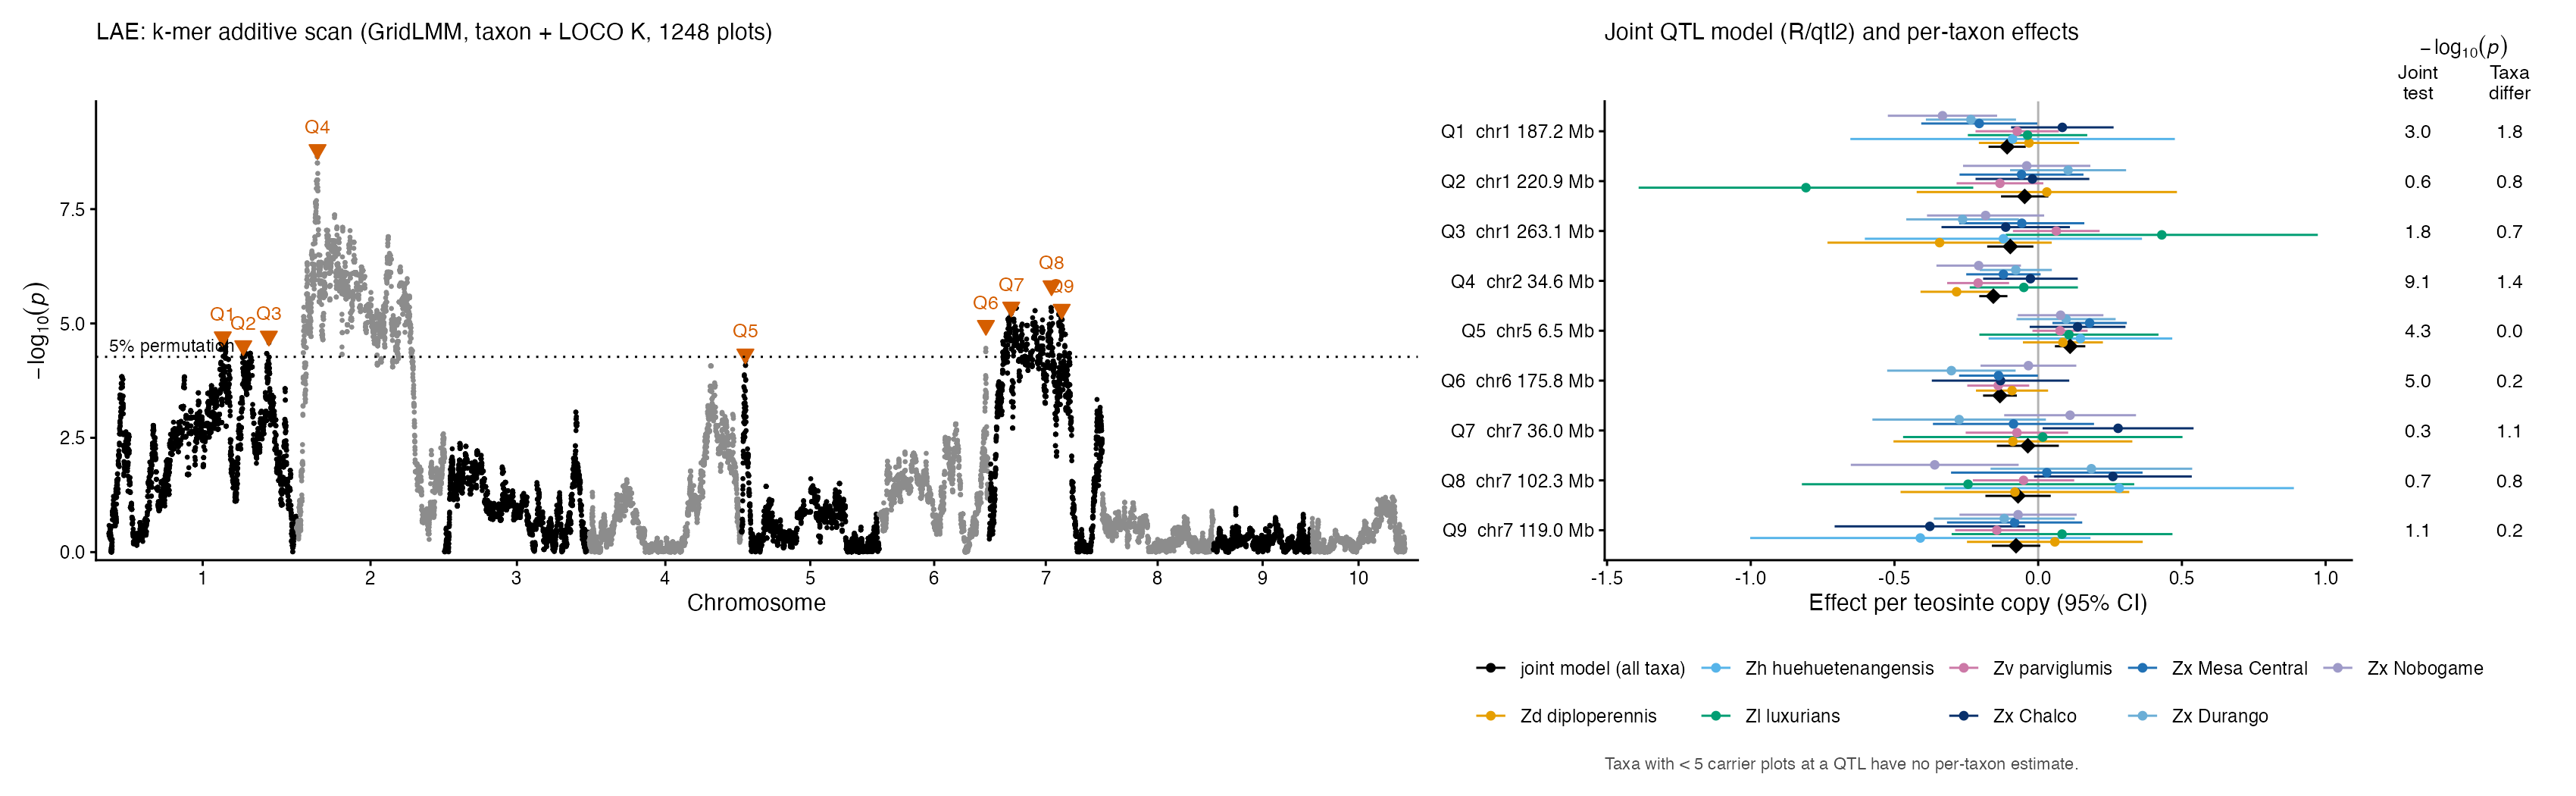 LAE: k-mer additive scan (GridLMM, taxon + LOCO K, 1248 plots)
−log10(p)
7.5
5.0
2.5
0.0
5% permutation
Q1
Q2
Q3
Q4
Q5
Q6
Q7
Q8
Q9
1 2 3 4 5 6 7 8 9 10
Chromosome
Joint QTL model (R/qtl2) and per-taxon effects
−log10(p)
Joint test
Taxa differ
Q1 chr1 187.2 Mb 3.0 1.8
Q2 chr1 220.9 Mb 0.6 0.8
Q3 chr1 263.1 Mb 1.8 0.7
Q4 chr2 34.6 Mb 9.1 1.4
Q5 chr5 6.5 Mb 4.3 0.0
Q6 chr6 175.8 Mb 5.0 0.2
Q7 chr7 36.0 Mb 0.3 1.1
Q8 chr7 102.3 Mb 0.7 0.8
Q9 chr7 119.0 Mb 1.1 0.2
-1.5 -1.0 -0.5 0.0 0.5 1.0
Effect per teosinte copy (95% CI)
joint model (all taxa) Zh huehuetenangensis Zv parviglumis Zx Mesa Central Zx Nobogame
Zd diploperennis Zl luxurians Zx Chalco Zx Durango
Taxa with < 5 carrier plots at a QTL have no per-taxon estimate.